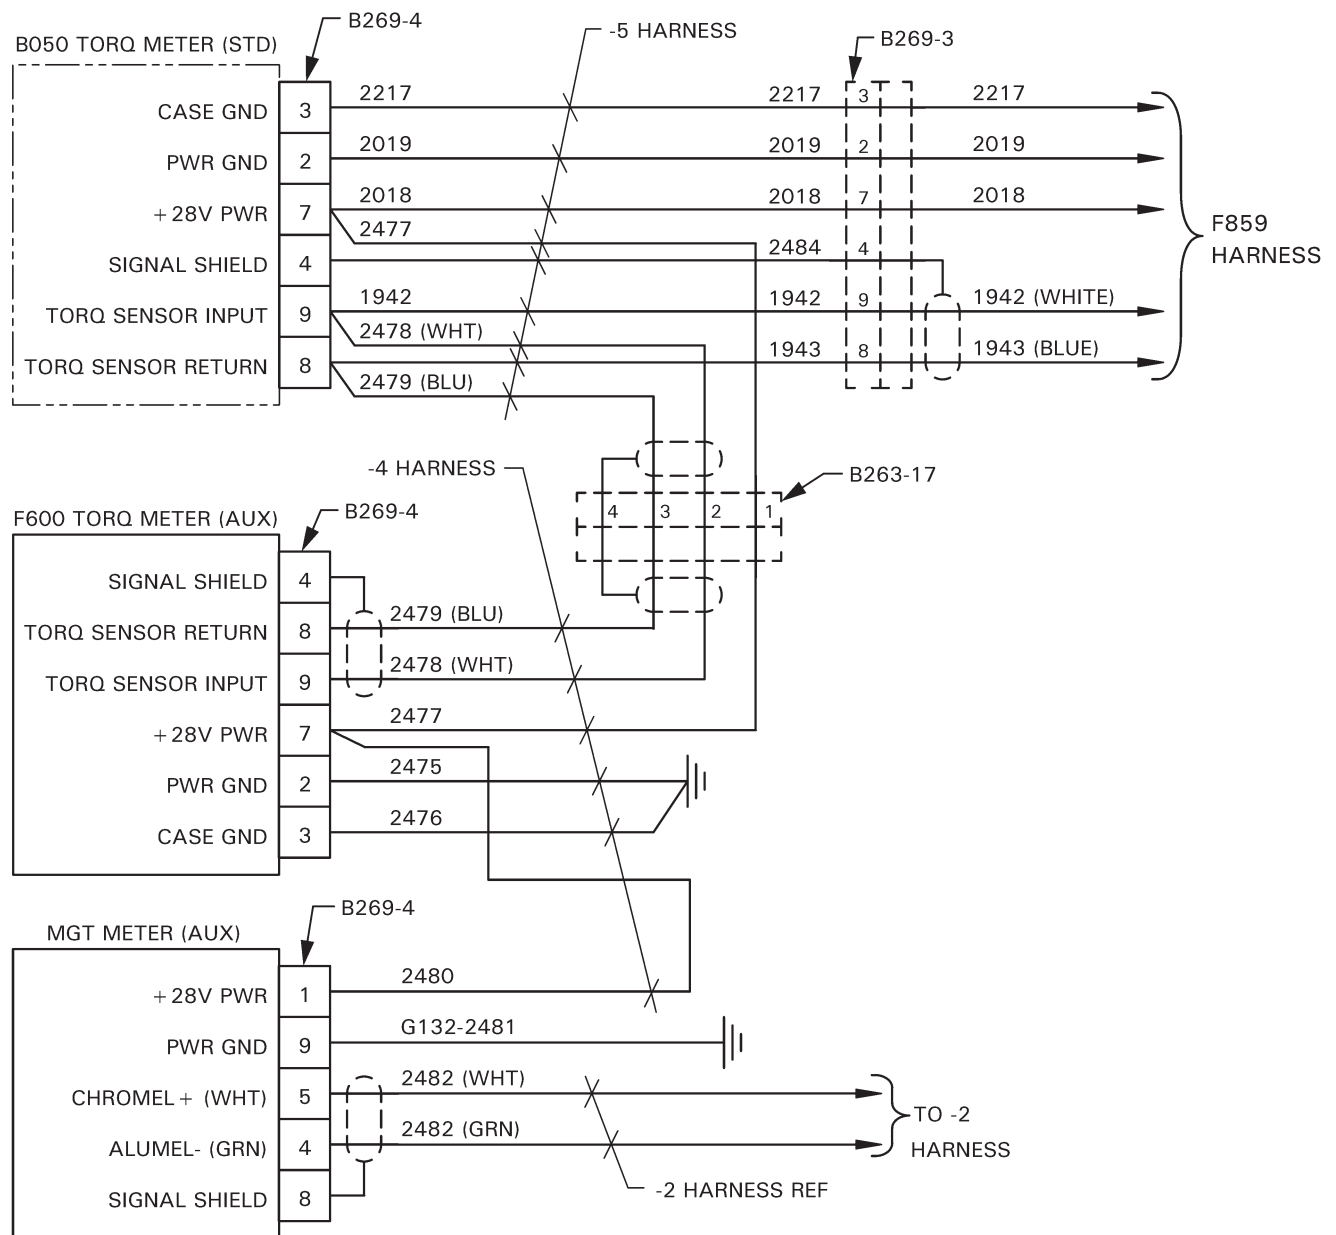 B269-4
B050 TORQ METER (STD)
-5 HARNESS
B269-3
CASE GND 3 2217 2217 3 2217
PWR GND 2 2019 2019 2 2019
+28V PWR 7 2018 2018 7 2018
2477
SIGNAL SHIELD 4 2484 4
F859
HARNESS
TORQ SENSOR INPUT 9 1942 1942 9 1942 (WHITE)
2478 (WHT)
TORQ SENSOR RETURN 8 1943 8 1943 (BLUE)
2479 (BLU)
-4 HARNESS
B263-17
4 3 2 1
F600 TORQ METER (AUX)
B269-4
SIGNAL SHIELD 4
TORQ SENSOR RETURN 8 2479 (BLU)
TORQ SENSOR INPUT 9 2478 (WHT)
+28V PWR 7 2477
PWR GND 2 2475
CASE GND 3 2476
B269-4
MGT METER (AUX)
+28V PWR 1 2480
PWR GND 9 G132-2481
CHROMEL+ (WHT) 5 2482 (WHT)
ALUMEL- (GRN) 4 2482 (GRN)
TO -2
HARNESS
SIGNAL SHIELD 8
-2 HARNESS REF